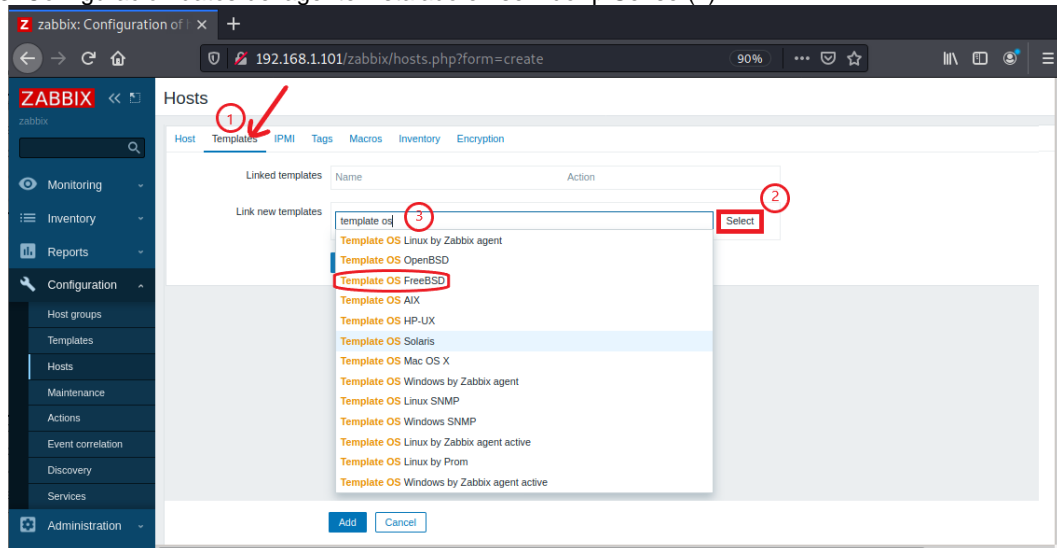 zabbix: Configuration of h
192.168.1.101/zabbix/hosts.php?form=create
90%
ZABBIX
zabbix
Monitoring
Inventory
Reports
Configuration
Host groups
Templates
Hosts
Maintenance
Actions
Event correlation
Discovery
Services
Administration
Hosts
1
Host Templates IPMI Tags Macros Inventory Encryption
Linked templates Name Action
2
Link new templates
template os 3 Select
Template OS Linux by Zabbix agent
Template OS OpenBSD
Template OS FreeBSD
Template OS AIX
Template OS HP-UX
Template OS Solaris
Template OS Mac OS X
Template OS Windows by Zabbix agent
Template OS Linux SNMP
Template OS Windows SNMP
Template OS Linux by Zabbix agent active
Template OS Linux by Prom
Template OS Windows by Zabbix agent active
Add Cancel